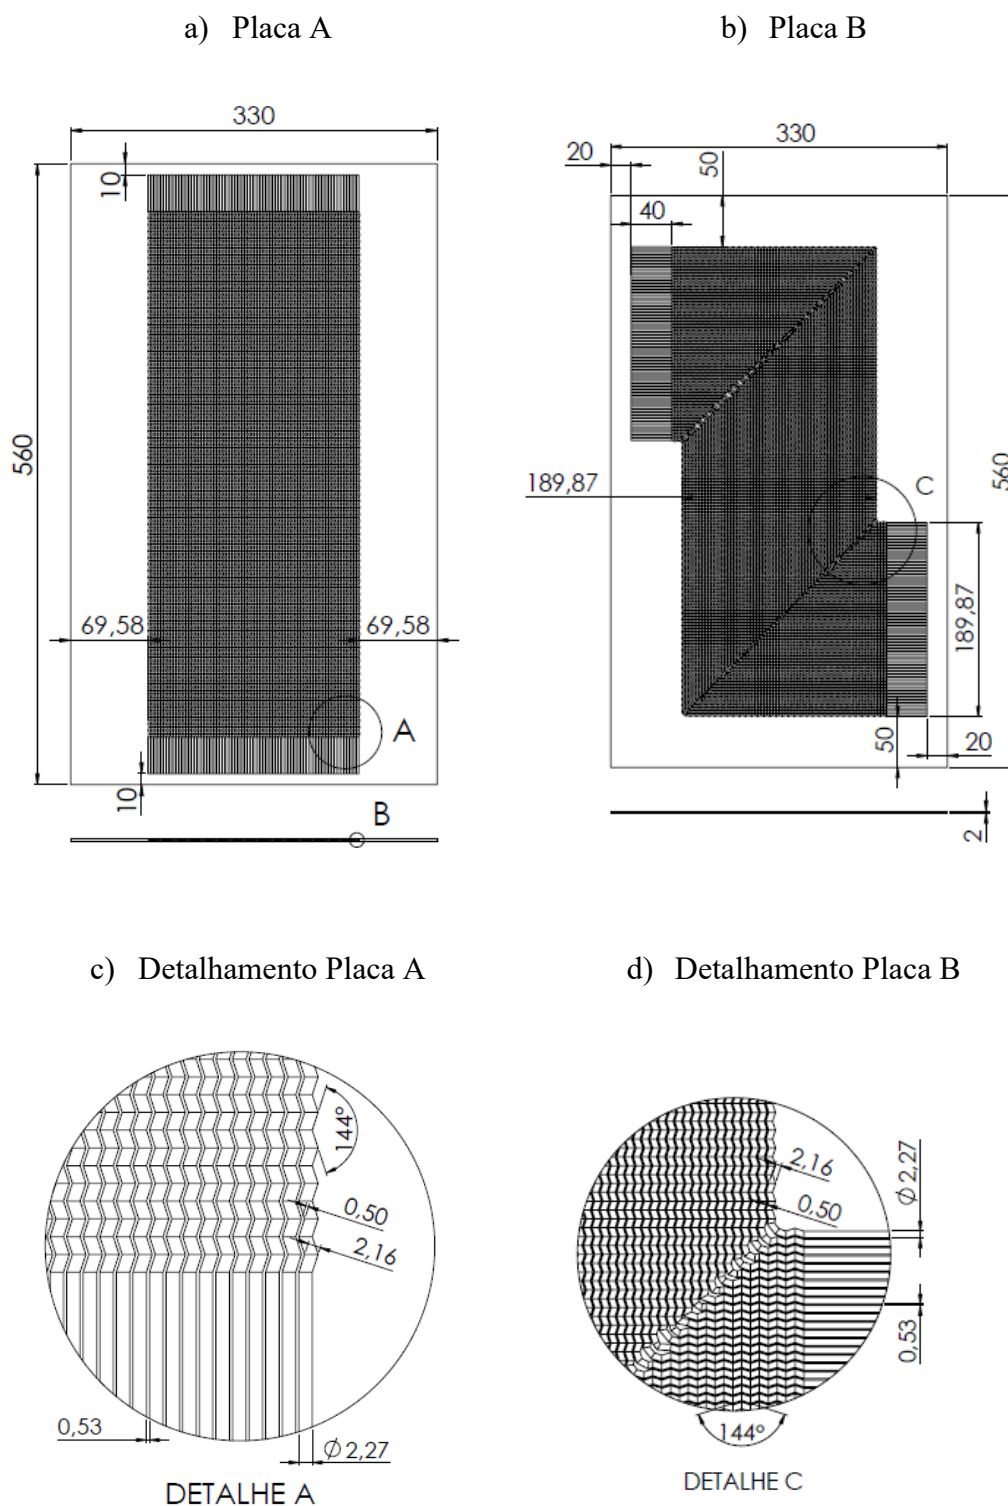 a) Placa A
b) Placa B
330
10
560
69,58
69,58
A
10
B
330
20
50
40
189,87
C
560
189,87
50
20
2
c) Detalhamento Placa A
d) Detalhamento Placa B
144°
0,50
2,16
0,53
Ø2,27
DETALHE A
2,16
0,50
Ø2,27
0,53
144°
DETALHE C